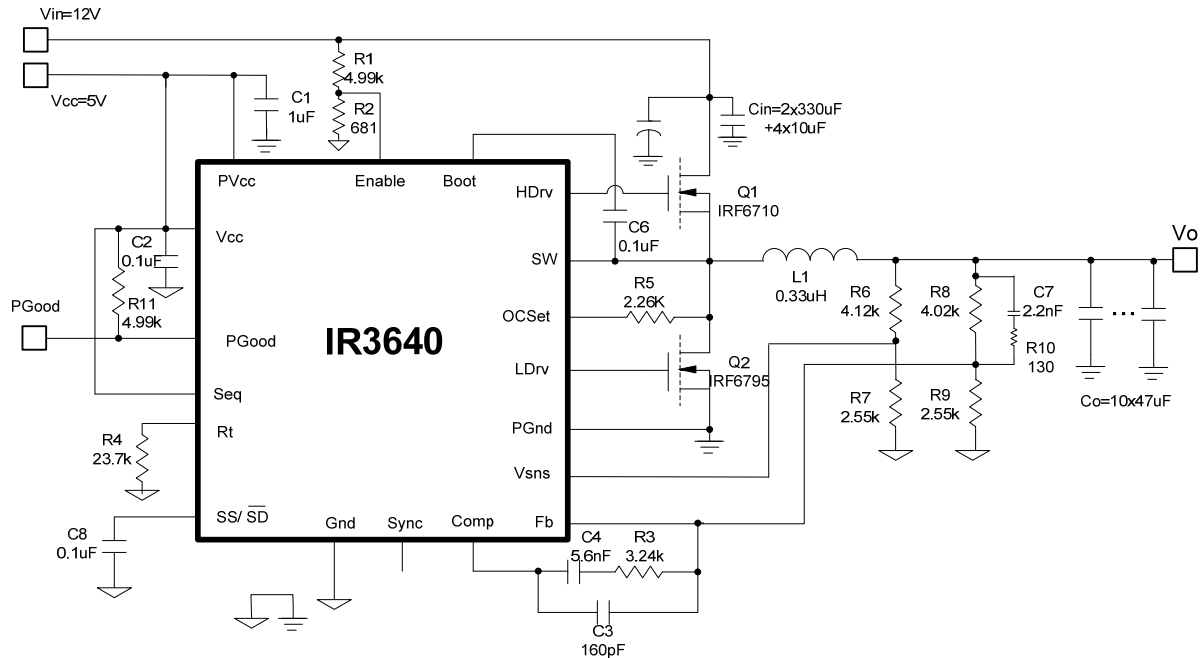 Vin=12V
Vcc=5V
R1
4.99k
R2
681
C1
1uF
Cin=2x330uF
+4x10uF
PVcc
Enable
Boot
HDrv
Q1
IRF6710
C6
0.1uF
Vcc
C2
0.1uF
SW
L1
0.33uH
Vo
R11
4.99k
R5
2.26K
OCSet
R6
4.12k
R8
4.02k
C7
2.2nF
...
PGood
PGood
IR3640
LDrv
Q2
IRF6795
R10
130
Seq
R7
2.55k
R9
2.55k
Co=10x47uF
Rt
R4
23.7k
PGnd
Vsns
SS/ SD
C8
0.1uF
Gnd
Sync
Comp
Fb
C4
5.6nF
R3
3.24k
C3
160pF